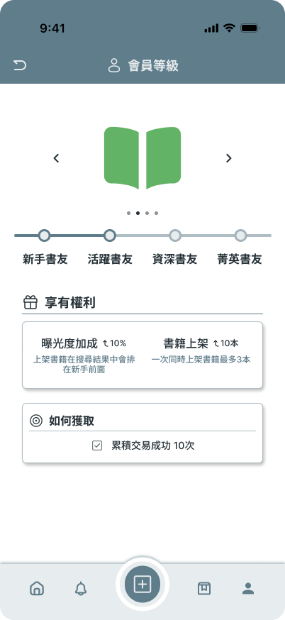 9:41
會員等級
新手書友 活躍書友 資深書友 菁英書友
享有權利
曝光度加成 10% 書籍上架 10本
上架書籍在搜尋結果中會排 一次同時上架書籍最多3本
在新手前面
如何獲取
累積交易成功 10次